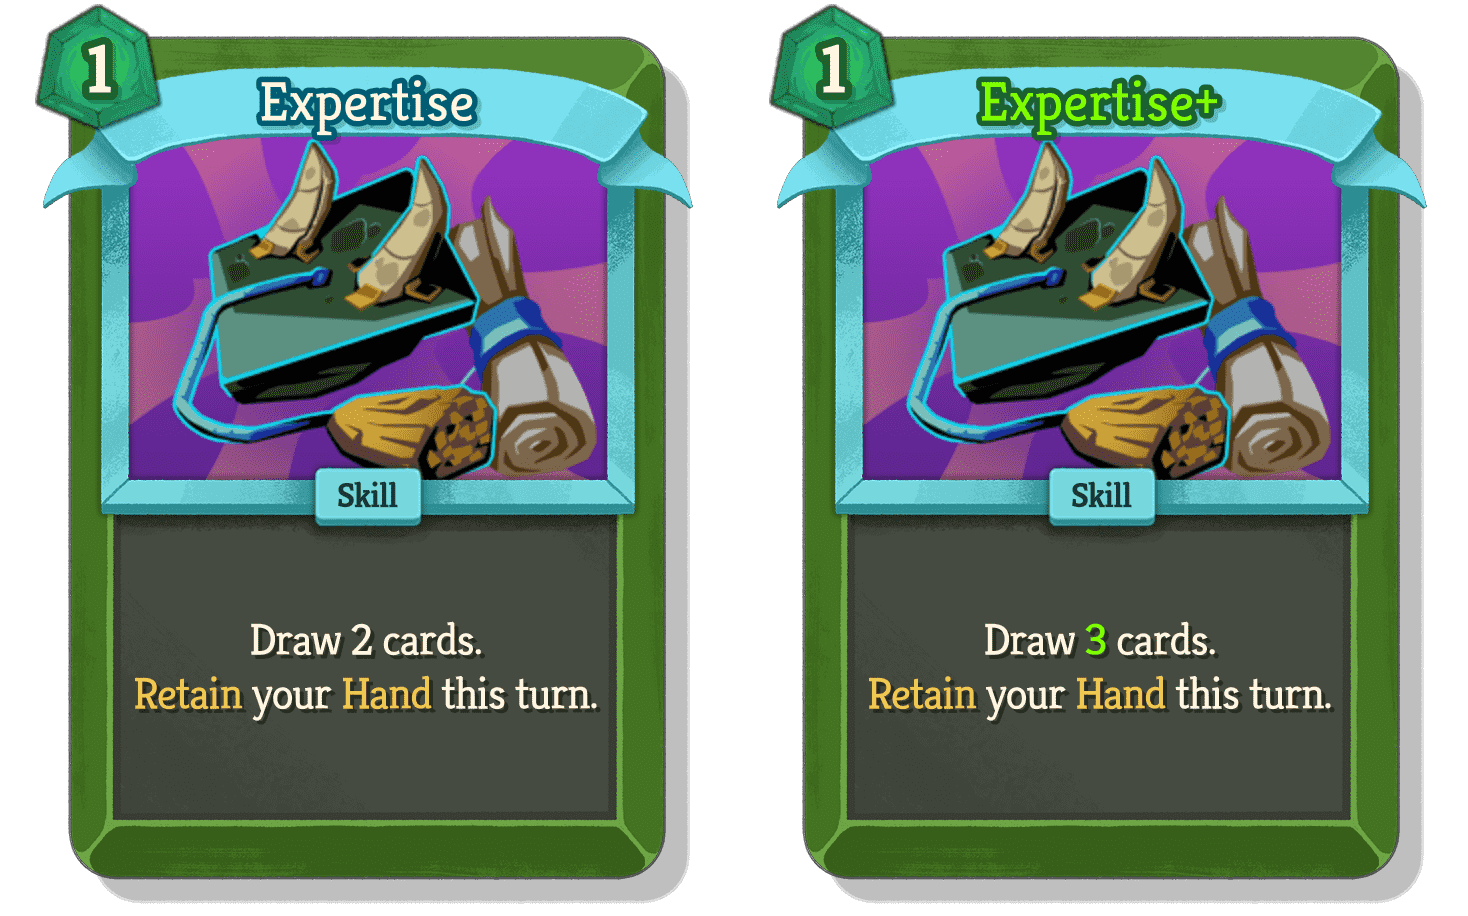 1
Expertise
Skill
Draw 2 cards.
Retain your Hand this turn.
1
Expertise+
Skill
Draw 3 cards.
Retain your Hand this turn.